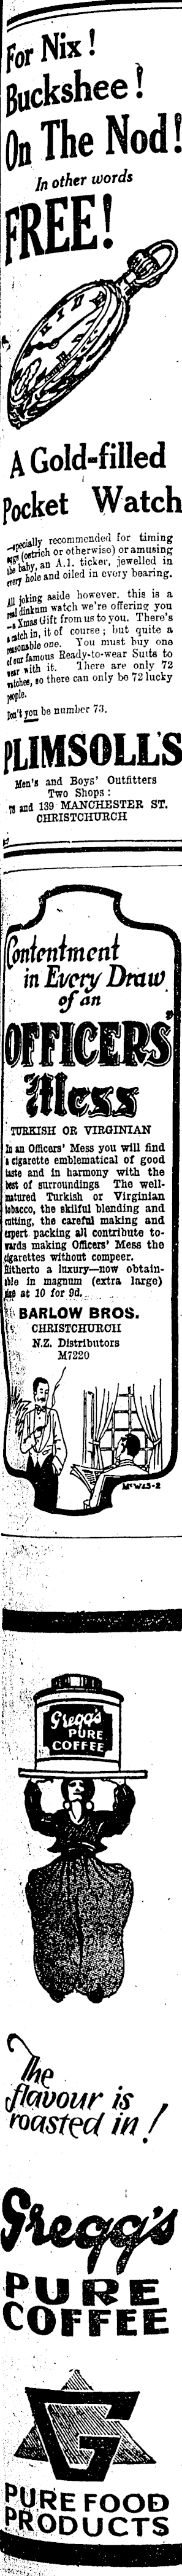 For Nix!
Buckshee!
On The Nod!
In other words
FREE!
A Gold-filled
Pocket Watch
—specially recommended for timing
eggs (ostrich or otherwise) or amusing
the baby, an A.1. ticker, jewelled in
every hole and oiled in every bearing.
All joking aside however, this is a
real dinkum watch we're offering you
—a Xmas Gift from us to you. There's
a catch in it of course; but quite a
reasonable one. You must buy one
of our famous Ready-to-wear Suits to
wear with it. There are only 72
watches, so there can only be 72 lucky
people.
Don't you be number 73.
PLIMSOLL'S
Men's and Boys' Outfitters
Two Shops:
and 139 MANCHESTER ST.
CHRISTCHURCH
Contentment
in Every Draw
of an
OFFICERS'
Mess
TURKISH OR VIRGINIAN
In an Officers' Mess you will find
a cigarette emblematical of good
taste and in harmony with the
best of surroundings The well-
matured Turkish or Virginian
tobacco, the skilful blending and
cutting, the careful making and
expert packing all contribute to-
wards making Officers' Mess the
cigarettes without compeer.
Hitherto a luxury—now obtain-
able in magnum (extra large)
size at 10 for 9d.
BARLOW BROS.
CHRISTCHURCH
N.Z. Distributors
M7220
McW23-2
Gregg's
PURE
COFFEE
The
flavour is
roasted in!
Gregg's
PURE
COFFEE
G
PURE FOOD
PRODUCTS